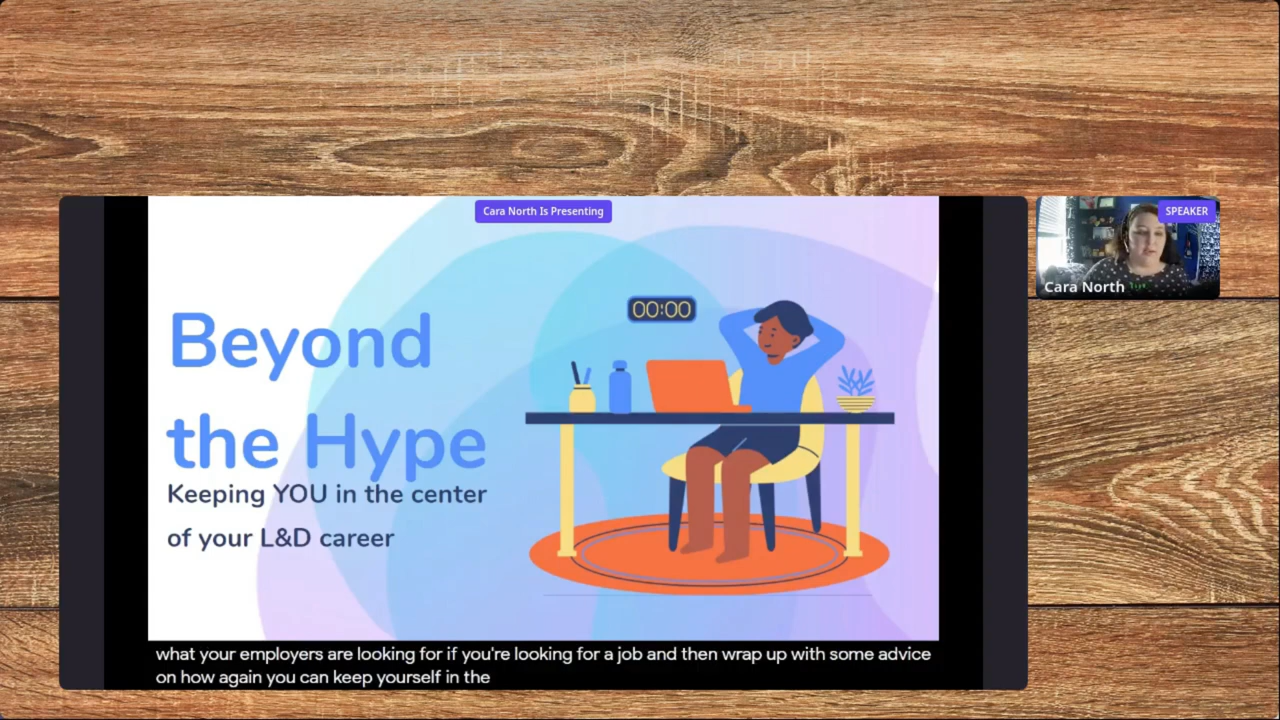 Cara North Is Presenting
SPEAKER
Cara North
00:00
Beyond
the Hype
Keeping YOU in the center
of your L&D career
what your employers are looking for if you're looking for a job and then wrap up with some advice
on how again you can keep yourself in the